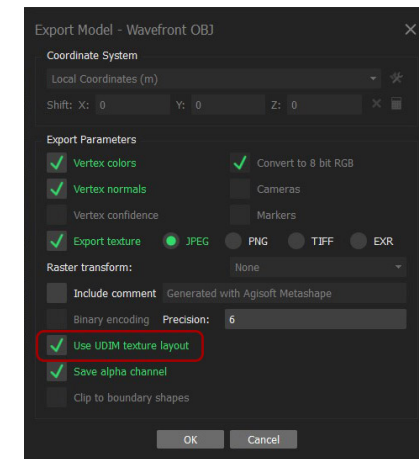 Export Model - Wavefront OBJ
Coordinate System
Local Coordinates (m)
Shift: X: 0 Y: 0 Z: 0
Export Parameters
Vertex colors Convert to 8 bit RGB
Vertex normals Cameras
Vertex confidence Markers
Export texture JPEG PNG TIFF EXR
Raster transform: None
Include comment Generated with Agisoft Metashape
Binary encoding Precision: 6
Use UDIM texture layout
Save alpha channel
Clip to boundary shapes
OK Cancel